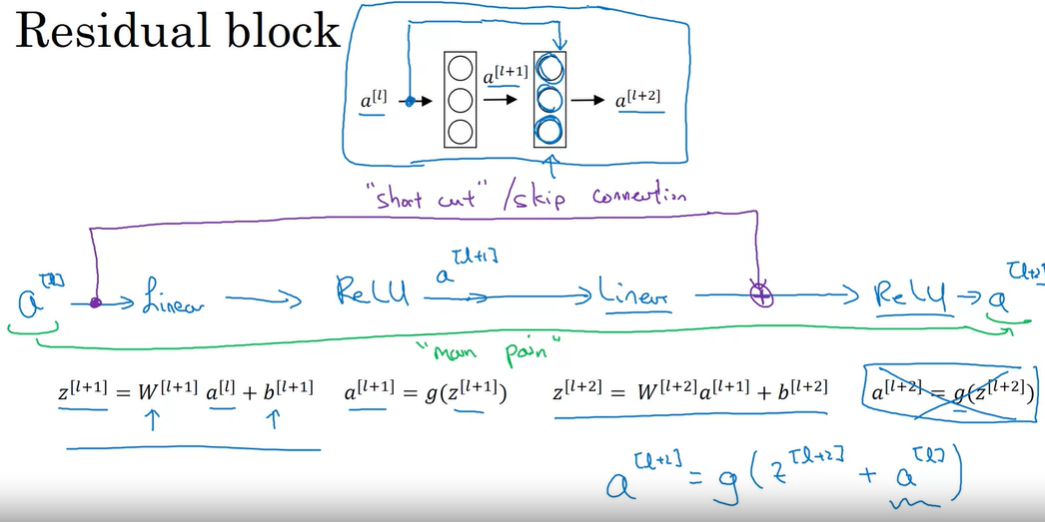 Residual block
a[l] a[l+1] a[l+2]
"short cut" / skip connection
a[l] → Linear → ReLU a[l+1] → Linear → ⊕ → ReLU → a[l+2]
"main path"
z[l+1] = W[l+1] a[l] + b[l+1] a[l+1] = g(z[l+1]) z[l+2] = W[l+2]a[l+1] + b[l+2] a[l+2] = g(z[l+2])
a[l+2] = g(z[l+2] + a[l])